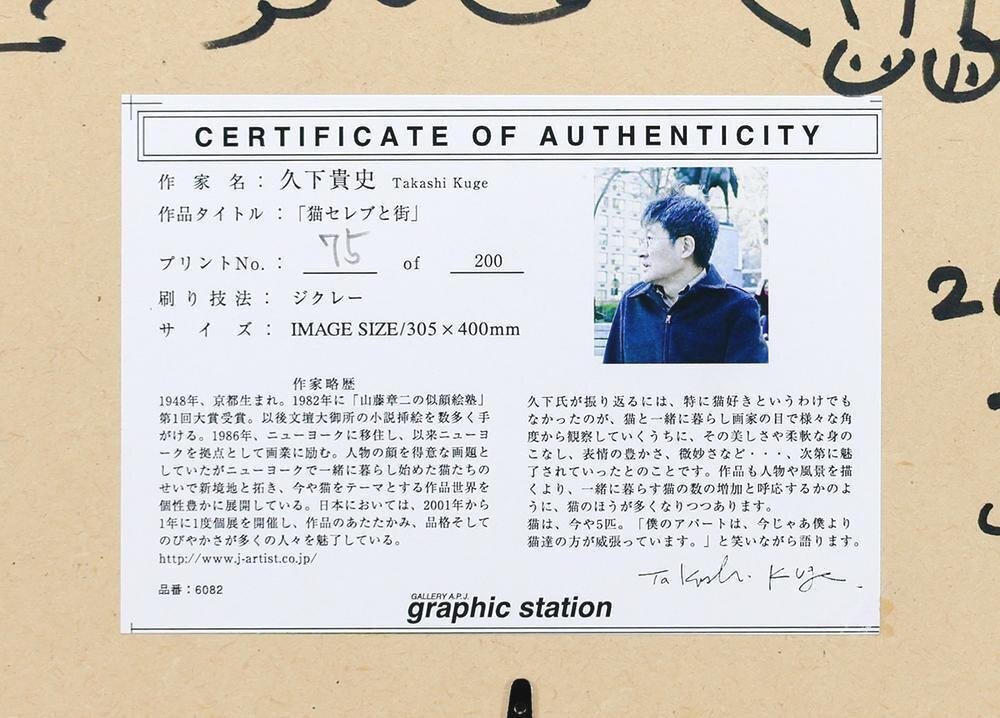 CERTIFICATE OF AUTHENTICITY
作 家 名 : 久下貴史 Takashi Kuge
作品タイトル : 「猫セレブと街」
プリントNo. : 75 of 200
刷り技法 : ジクレー
サ イ ズ : IMAGE SIZE/305×400mm
作家略歴
1948年、京都生まれ。1982年に「山藤章二の似顔絵塾」
第1回大賞受賞。以後文壇大御所の小説挿絵を数多く手
がける。1986年、ニューヨークに移住し、以来ニューヨ
ークを拠点として画業に励む。人物の顔を得意な画題と
していたがニューヨークで一緒に暮らし始めた猫たちの
せいで新境地と拓き、今や猫をテーマとする作品世界を
個性豊かに展開している。日本においては、2001年から
1年に1度個展を開催し、作品のあたたかみ、品格そして
のびやかさが多くの人々を魅了している。
http://www.j-artist.co.jp/
品番：6082
久下氏が振り返るには、特に猫好きというわけでも
なかったのが、猫と一緒に暮らし画家の目で様々な角
度から観察していくうちに、その美しさや柔軟な身の
こなし、表情の豊かさ、微妙さなど・・・、次第に魅
了されていったとのことです。作品も人物や風景を描
くより、一緒に暮らす猫の数の増加と呼応するかのよ
うに、猫のほうが多くなりつつあります。
猫は、今や5匹。「僕のアパートは、今じゃあ僕より
猫達の方が威張っています。」と笑いながら語ります。
Takashi Kuge
GALLERY A.P.J.
graphic station